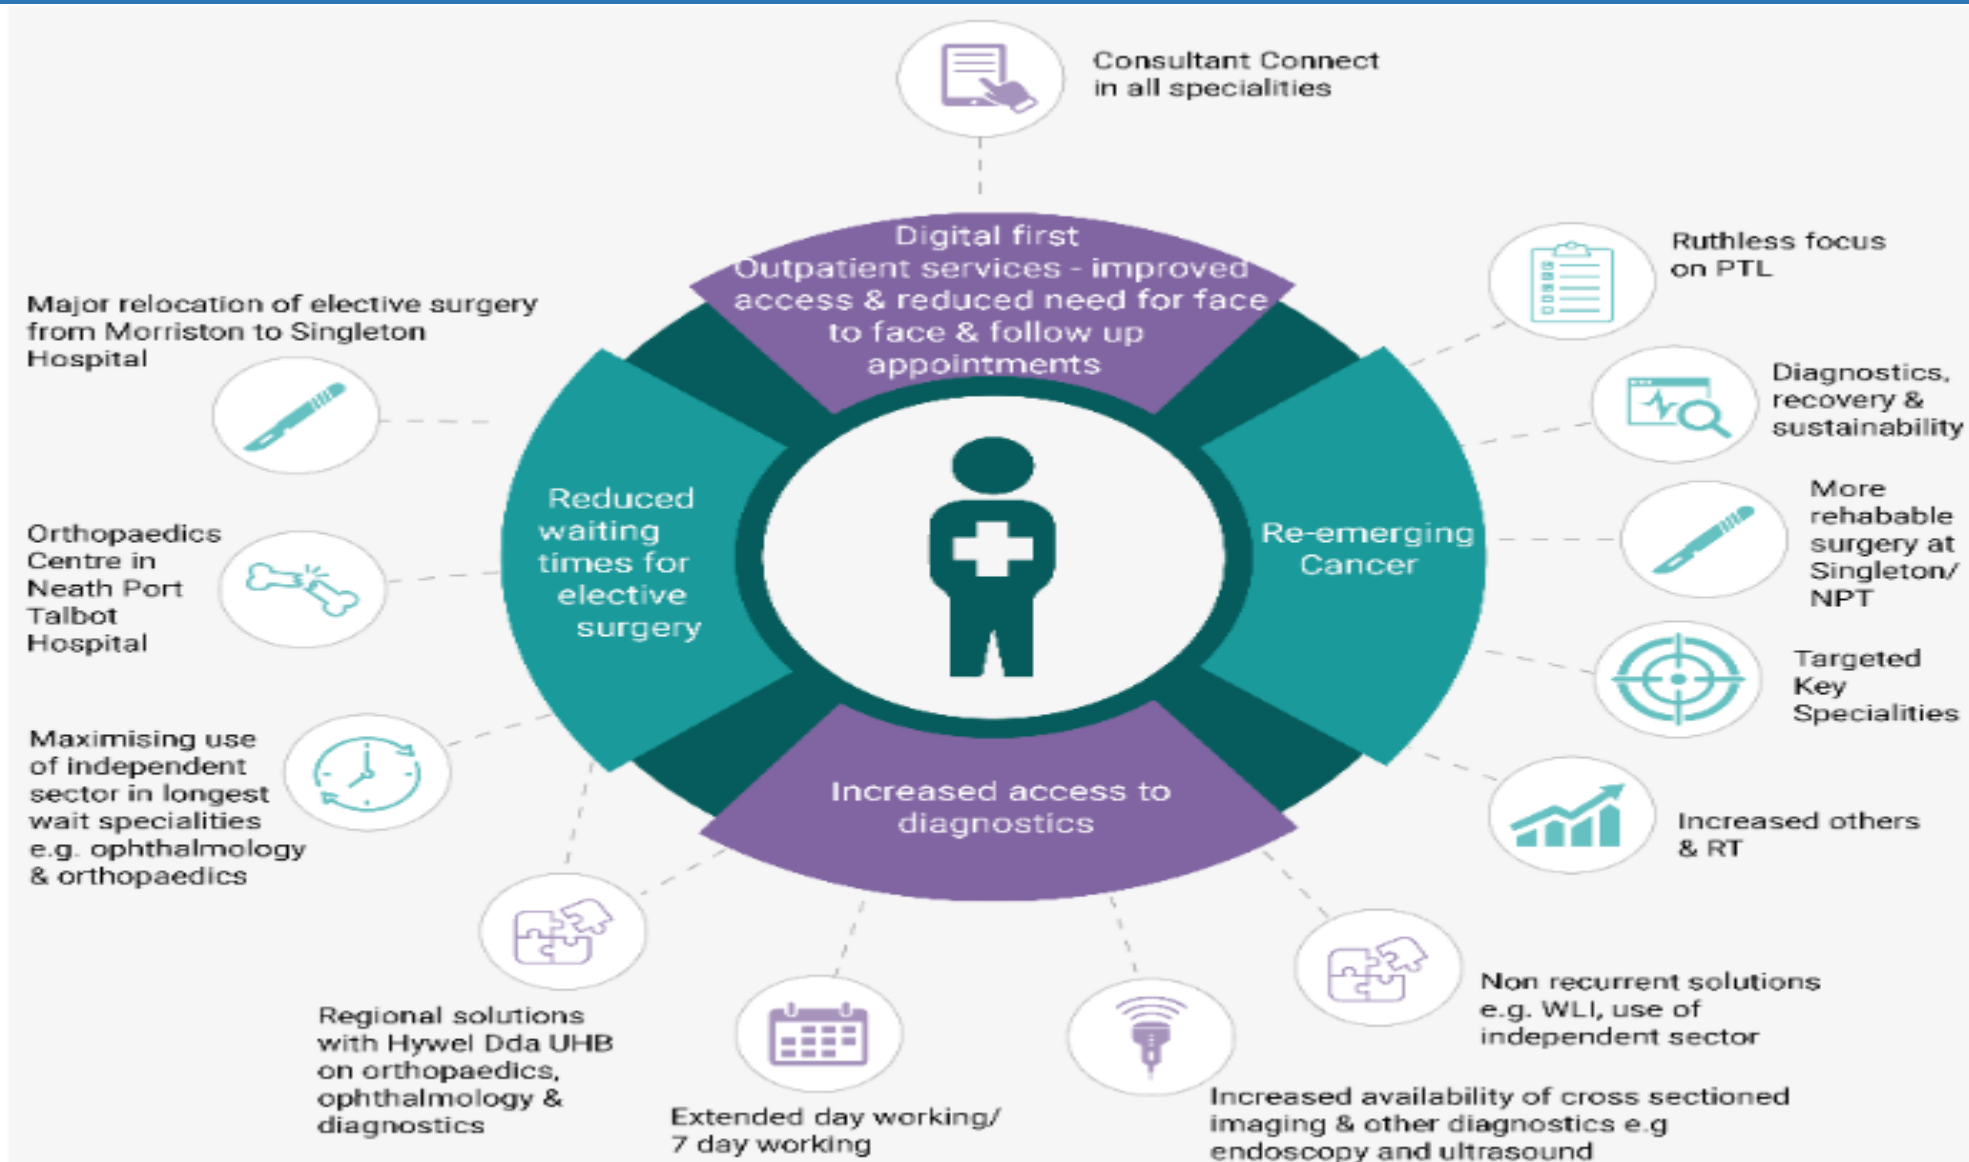 Consultant Connect
in all specialities
Digital first
Outpatient services - improved
access & reduced need for face
to face & follow up
appointments
Ruthless focus
on PTL
Diagnostics,
recovery &
sustainability
More
rehabable
surgery at
Singleton/
NPT
Re-emerging
Cancer
Targeted
Key
Specialities
Increased others
& RT
Major relocation of elective surgery
from Morriston to Singleton
Hospital
Reduced
waiting
times for
elective
surgery
Orthopaedics
Centre in
Neath Port
Talbot
Hospital
Maximising use
of independent
sector in longest
wait specialities
e.g. ophthalmology
& orthopaedics
Increased access to
diagnostics
Regional solutions
with Hywel Dda UHB
on orthopaedics,
ophthalmology &
diagnostics
Extended day working/
7 day working
Increased availability of cross sectioned
imaging & other diagnostics e.g
endoscopy and ultrasound
Non recurrent solutions
e.g. WLI, use of
independent sector